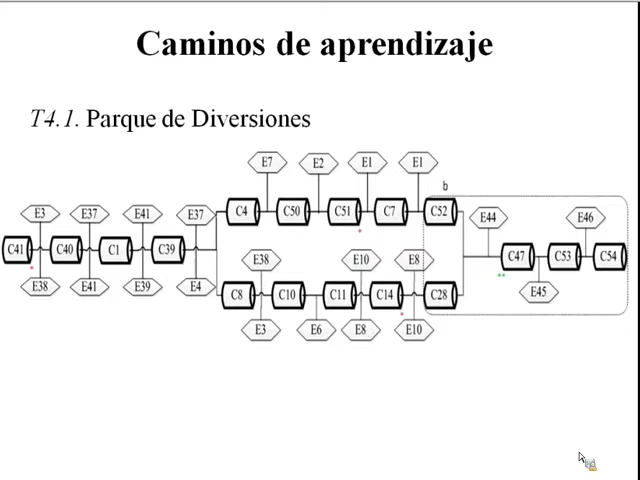 Caminos de aprendizaje
T4.1. Parque de Diversiones
E7 E2 E1 E1
b
E3 E37 E41 E37 C4 C50 C51 C7 C52 E44 E46
*
C41 C40 C1 C39 C47 C53 C54
* **
E38 E41 E39 E4 E38 E10 E8 E45
C8 C10 C11 C14 C28
*
E3 E6 E8 E10